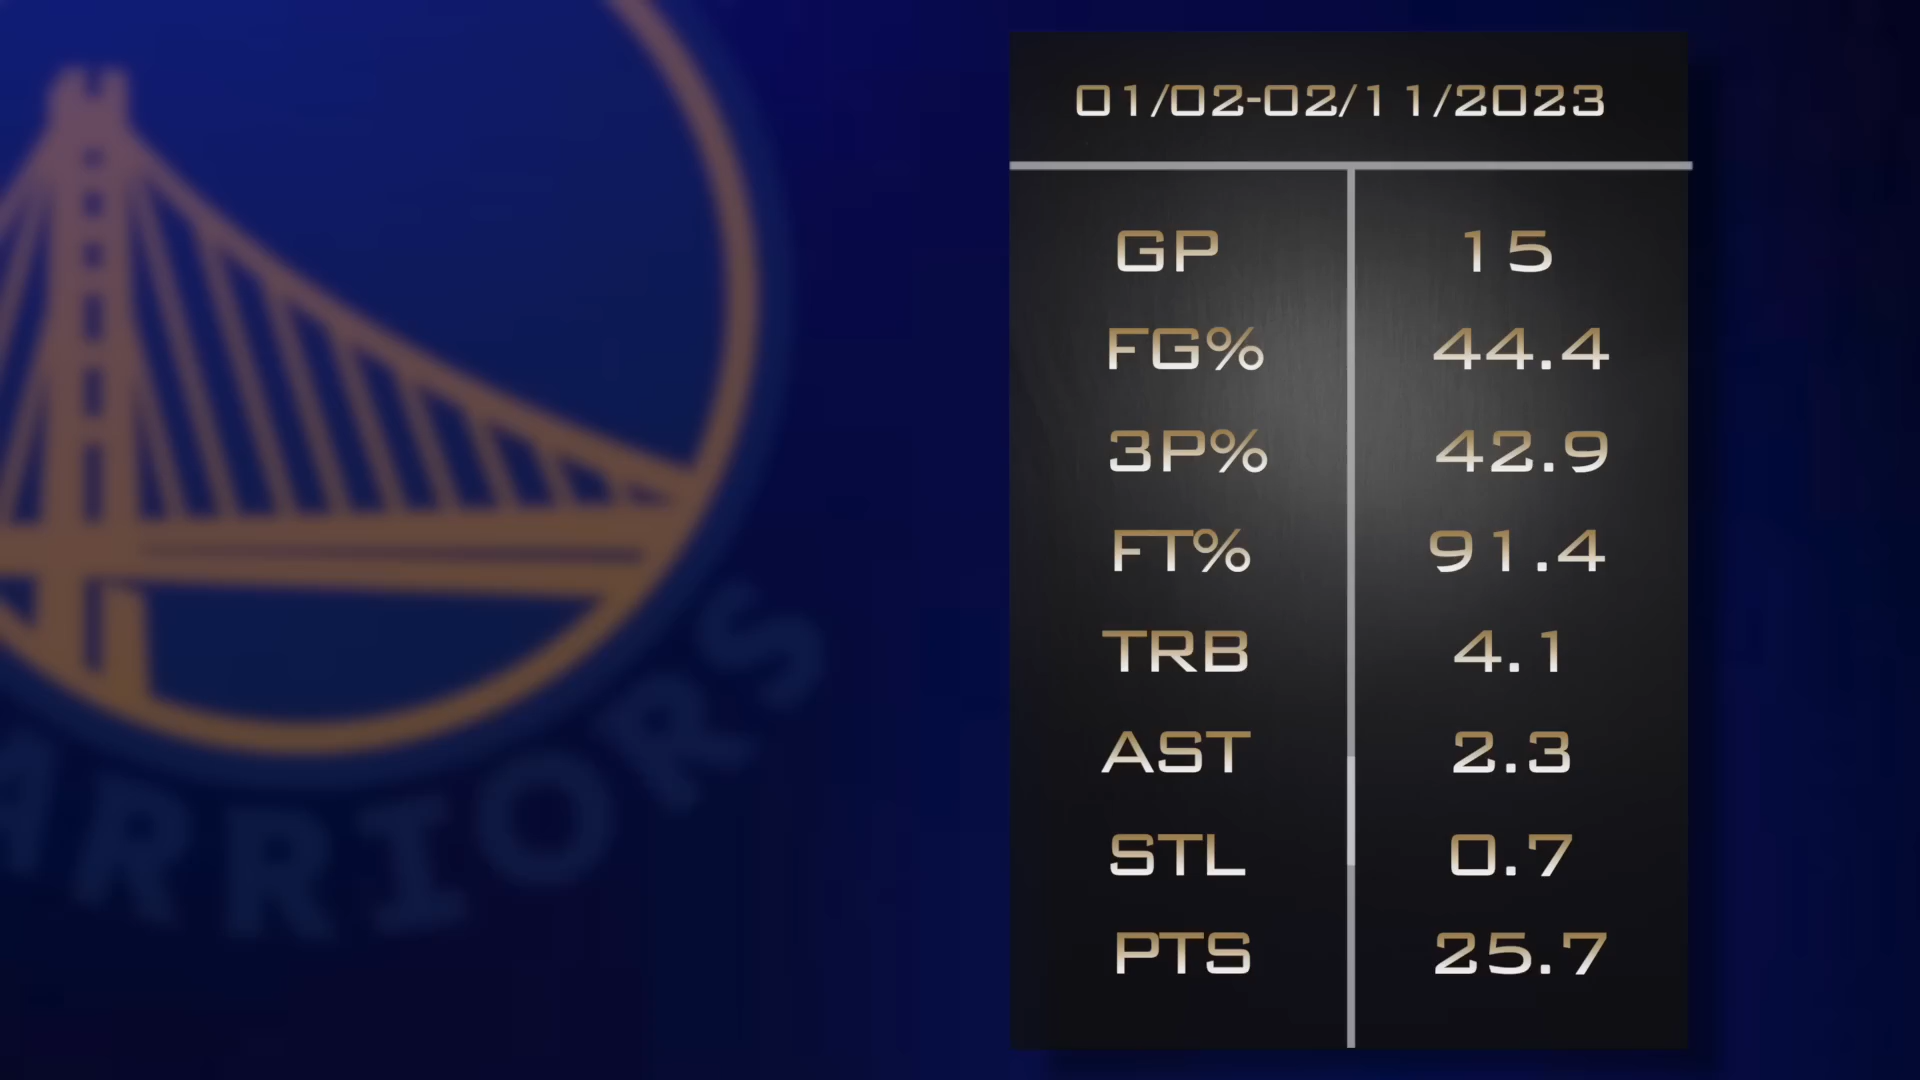 01/02-02/11/2023
GP 15
FG% 44.4
3P% 42.9
FT% 91.4
TRB 4.1
AST 2.3
STL 0.7
PTS 25.7
ARRIORS